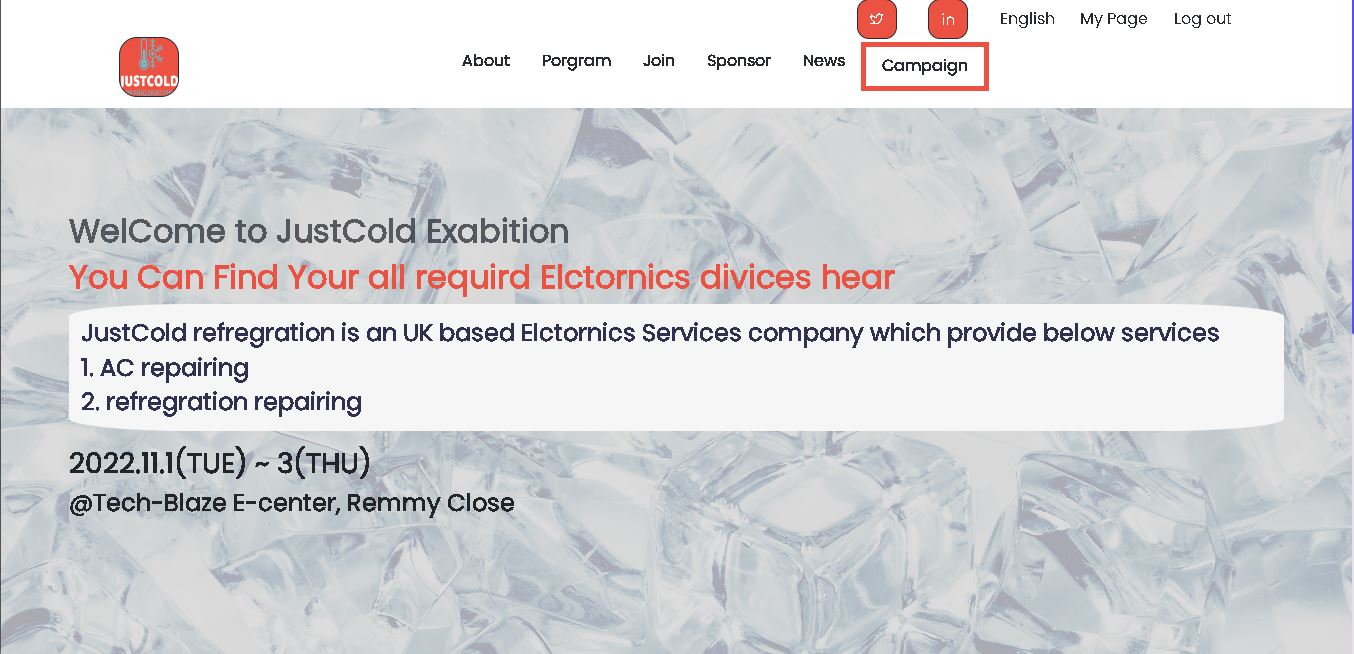 in English My Page Log out
JUSTCOLD
REFRIGERATION
About Porgram Join Sponsor News Campaign
WelCome to JustCold Exabition
You Can Find Your all requird Elctornics divices hear
JustCold refregration is an UK based Elctornics Services company which provide below services
1. AC repairing
2. refregration repairing
2022.11.1(TUE) ~ 3(THU)
@Tech-Blaze E-center, Remmy Close